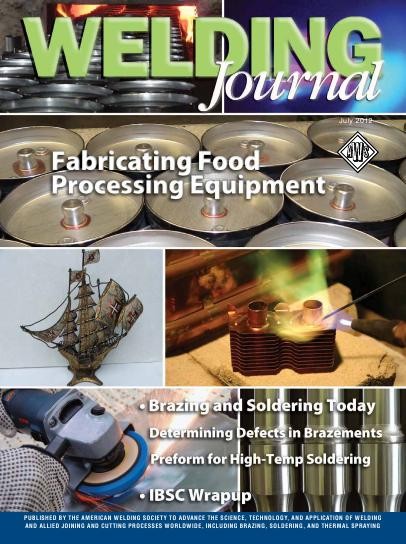 WELDING
Journal
July 2012
AWS
Fabricating Food
Processing Equipment
• Brazing and Soldering Today
Determining Defects in Brazements
Preform for High-Temp Soldering
• IBSC Wrapup
PUBLISHED BY THE AMERICAN WELDING SOCIETY TO ADVANCE THE SCIENCE, TECHNOLOGY, AND APPLICATION OF WELDING
AND ALLIED JOINING AND CUTTING PROCESSES WORLDWIDE, INCLUDING BRAZING, SOLDERING, AND THERMAL SPRAYING